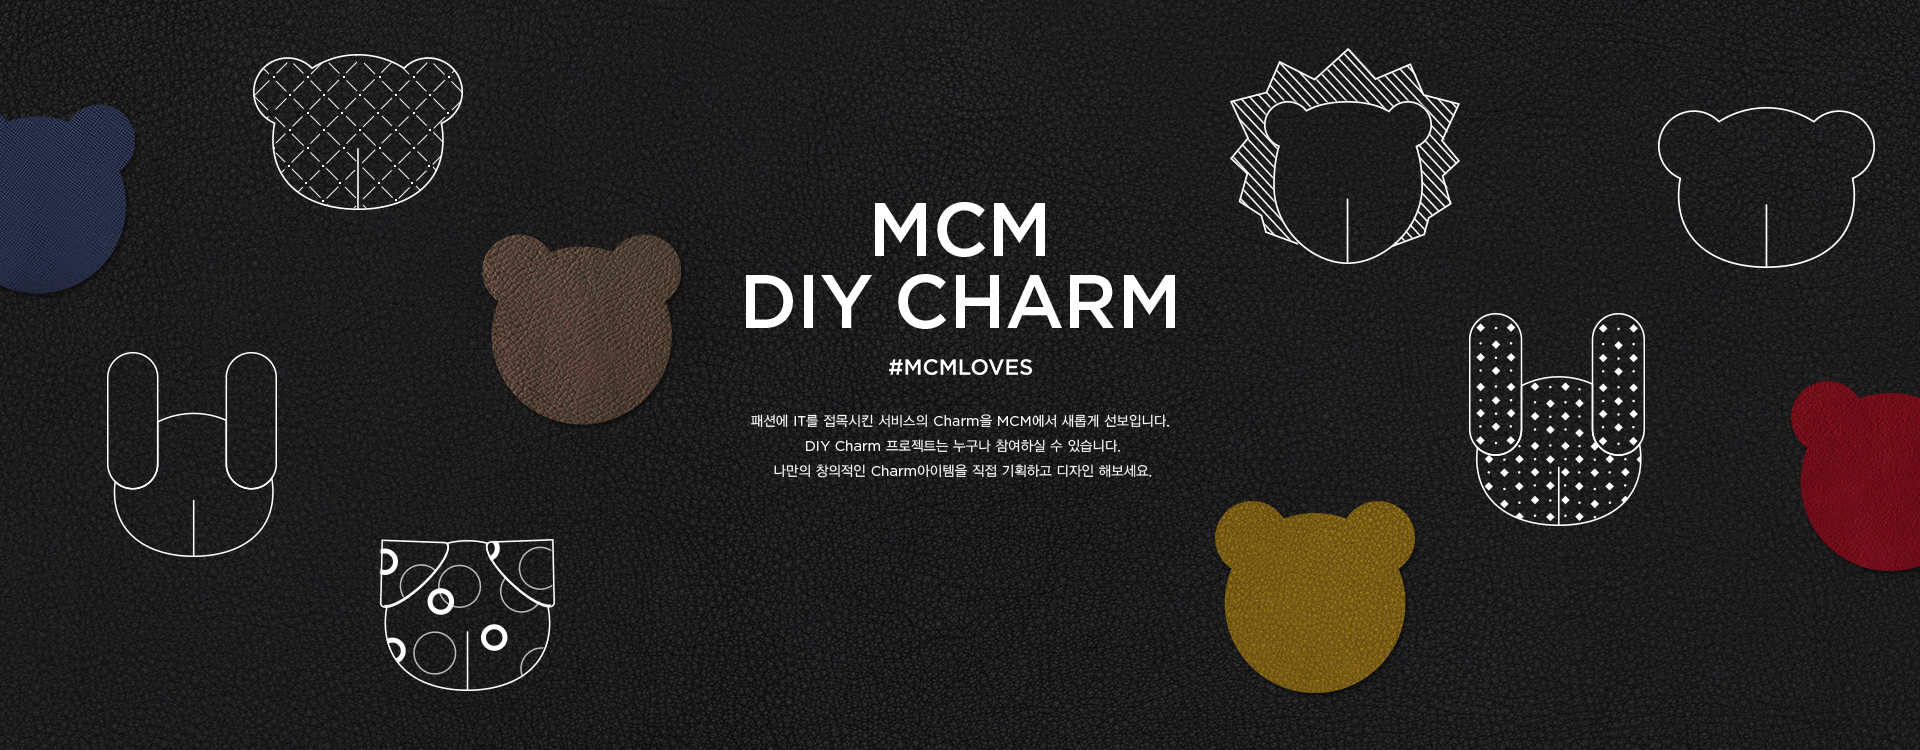 MCM
DIY CHARM
#MCMLOVES
패션에 IT를 접목시킨 서비스의 Charm을 MCM에서 새롭게 선보입니다.
DIY Charm 프로젝트는 누구나 참여하실 수 있습니다.
나만의 창의적인 Charm아이템을 직접 기획하고 디자인 해보세요.